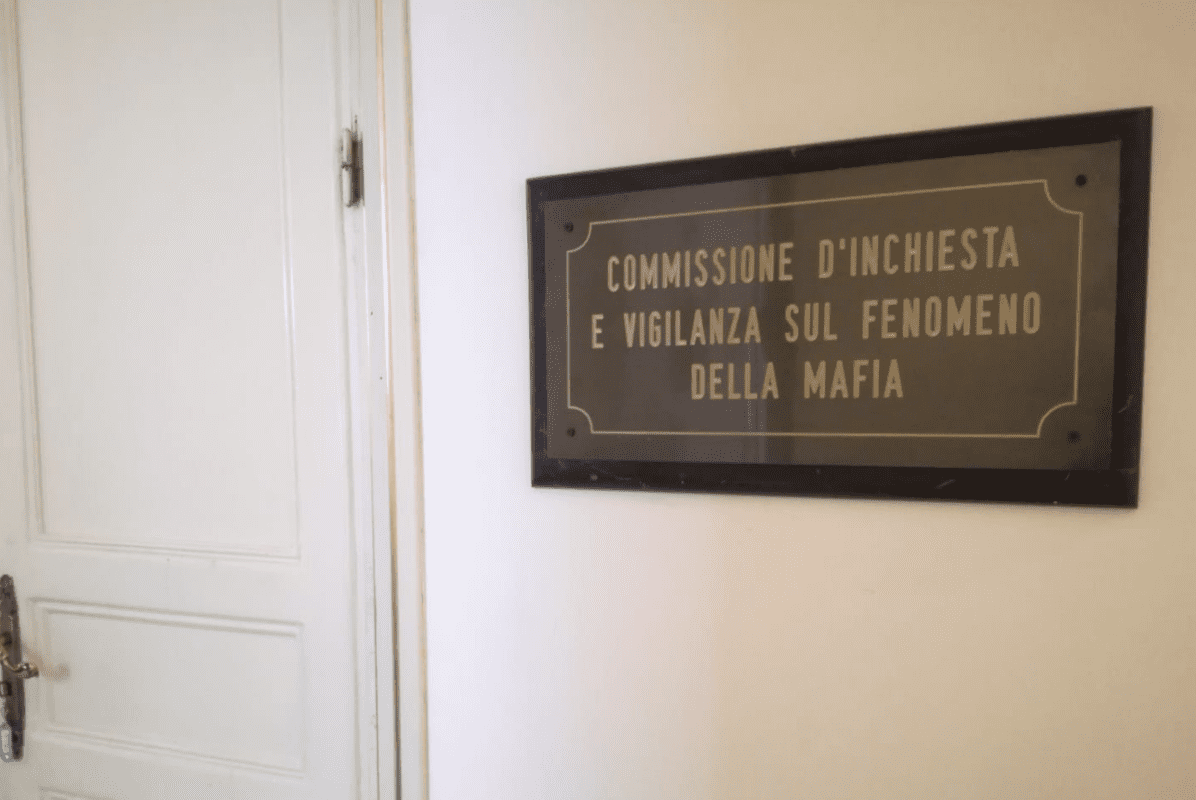 COMMISSIONE D'INCHIESTA
E VIGILANZA SUL FENOMENO
DELLA MAFIA